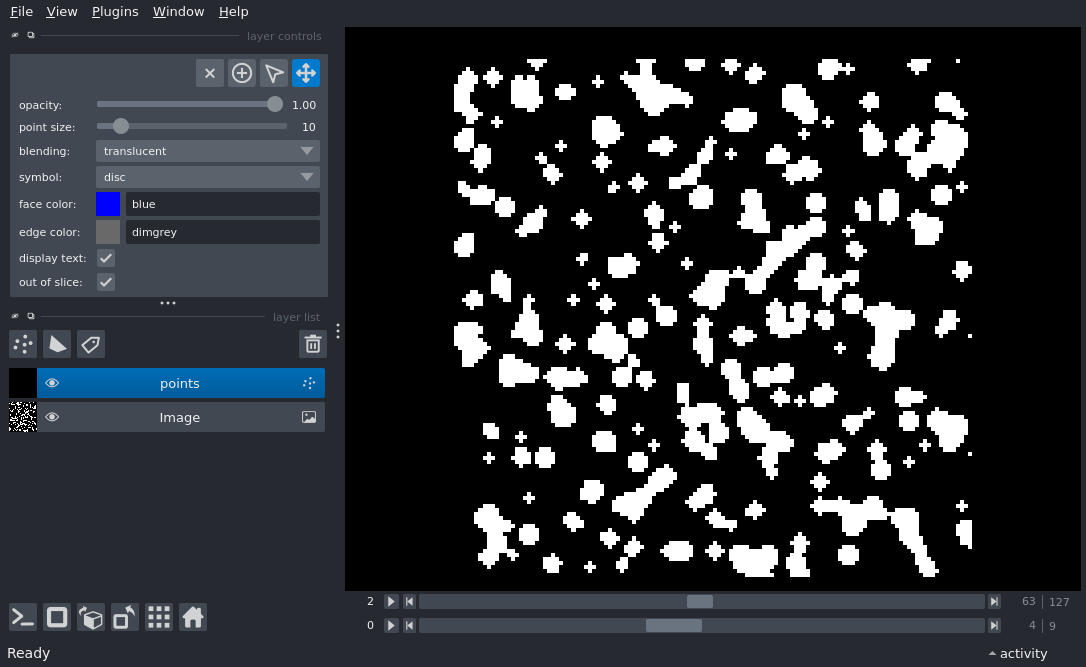 File View Plugins Window Help
layer controls
opacity: 1.00
point size: 10
blending: translucent
symbol: disc
face color: blue
edge color: dimgrey
display text:
out of slice:
layer list
points
Image
2 63 | 127
0 4 | 9
Ready activity